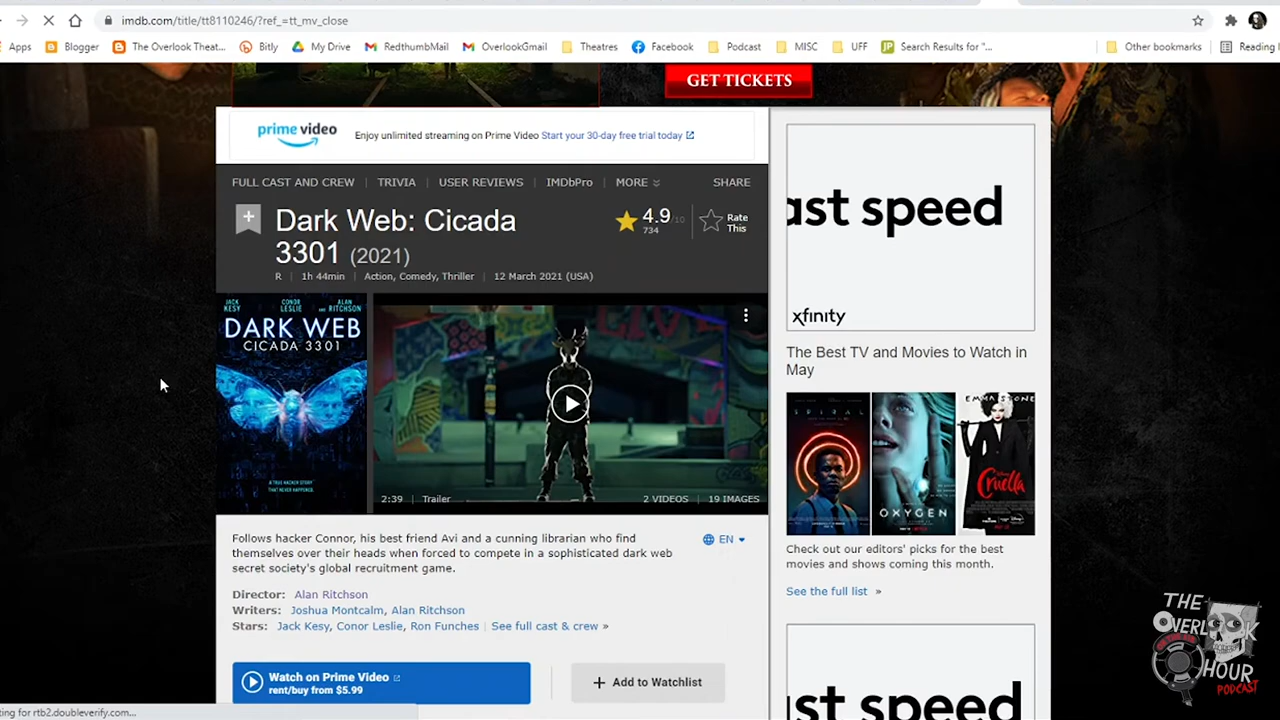 imdb.com/title/tt8110246/?ref_=tt_mv_close
Apps
Blogger
The Overlook Theat...
Bitly
My Drive
RedthumbMail
OverlookGmail
Theatres
Facebook
Podcast
MISC
UFF
Search Results for "...
Other bookmarks
Reading
GET TICKETS
prime video
Enjoy unlimited streaming on Prime Video Start your 30-day free trial today
FULL CAST AND CREW | TRIVIA | USER REVIEWS | IMDbPro | MORE
SHARE
Dark Web: Cicada
3301 (2021)
4.9/10
734
Rate
This
R | 1h 44min | Action, Comedy, Thriller | 12 March 2021 (USA)
JACK KESY
CONOR LESLIE
AND ALAN RITCHSON
DARK WEB
CICADA 3301
A TRUE HACKER STORY
THAT NEVER HAPPENED.
2:39 | Trailer
2 VIDEOS | 19 IMAGES
Follows hacker Connor, his best friend Avi and a cunning librarian who find
themselves over their heads when forced to compete in a sophisticated dark web
secret society's global recruitment game.
EN
Director: Alan Ritchson
Writers: Joshua Montcalm, Alan Ritchson
Stars: Jack Kesy, Conor Leslie, Ron Funches | See full cast & crew »
Watch on Prime Video
rent/buy from $5.99
+ Add to Watchlist
ast speed
xfinity
The Best TV and Movies to Watch in
May
SPIRAL
OXYGEN
EMMA STONE
Cruella
Check out our editors' picks for the best
movies and shows coming this month.
See the full list »
ast speed
ting for rtb2.doubleverify.com...
THE
OVERLOOK
HOUR
PODCAST